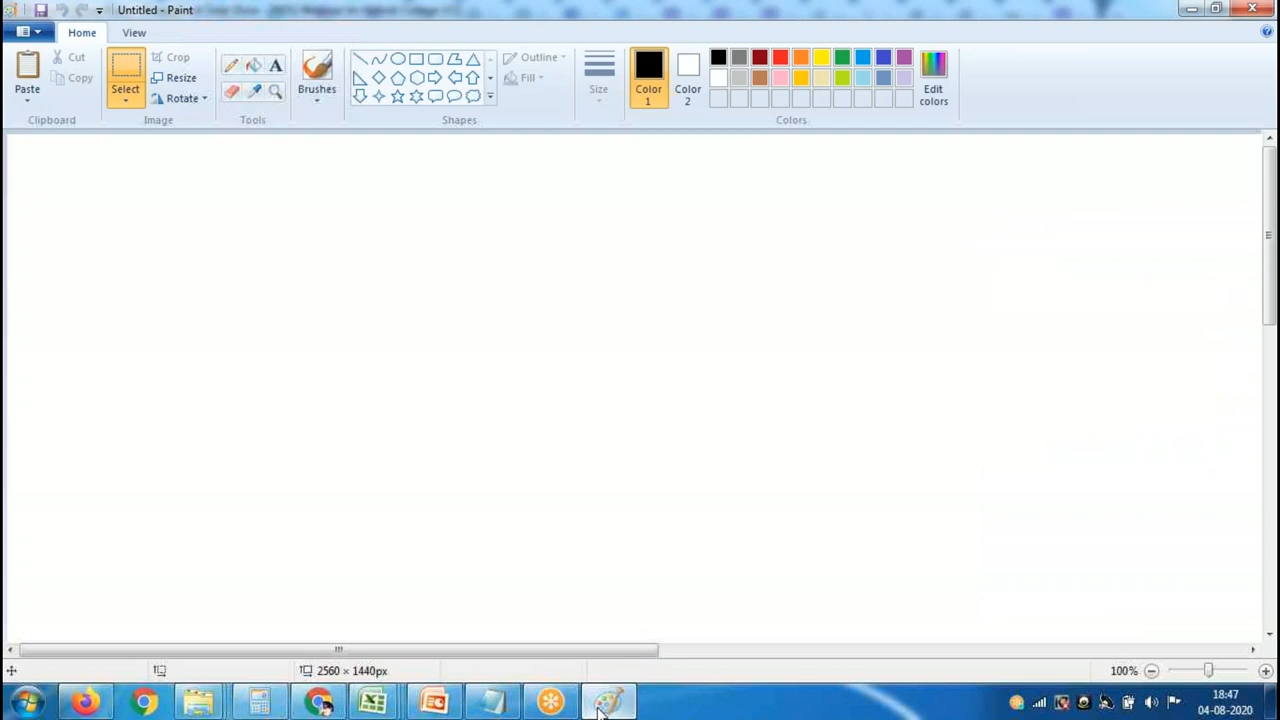 Untitled - Paint
Home
View
Paste
Cut
Copy
Clipboard
Select
Crop
Resize
Rotate
Image
Tools
Brushes
Shapes
Outline
Fill
Size
Color 1
Color 2
Edit colors
Colors
2560 × 1440px
100%
18:47
04-08-2020